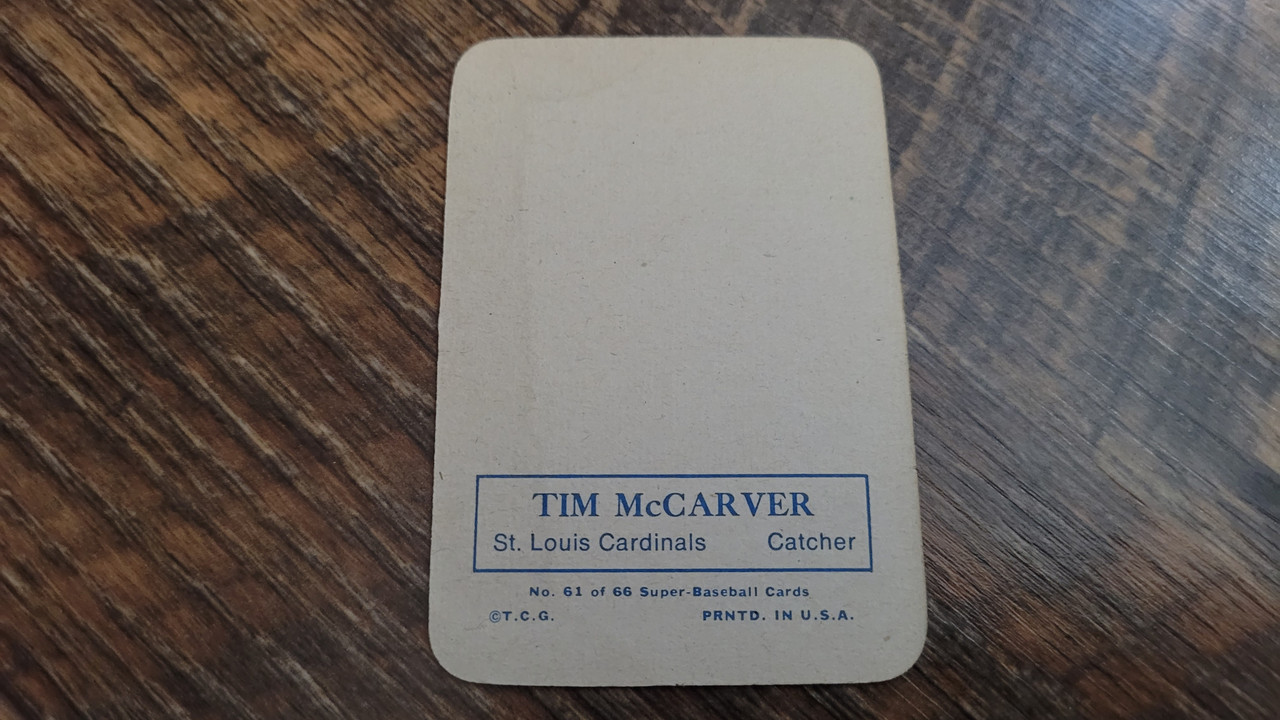 TIM McCARVER
St. Louis Cardinals Catcher
No. 61 of 66 Super-Baseball Cards
©T.C.G. PRNTD. IN U.S.A.